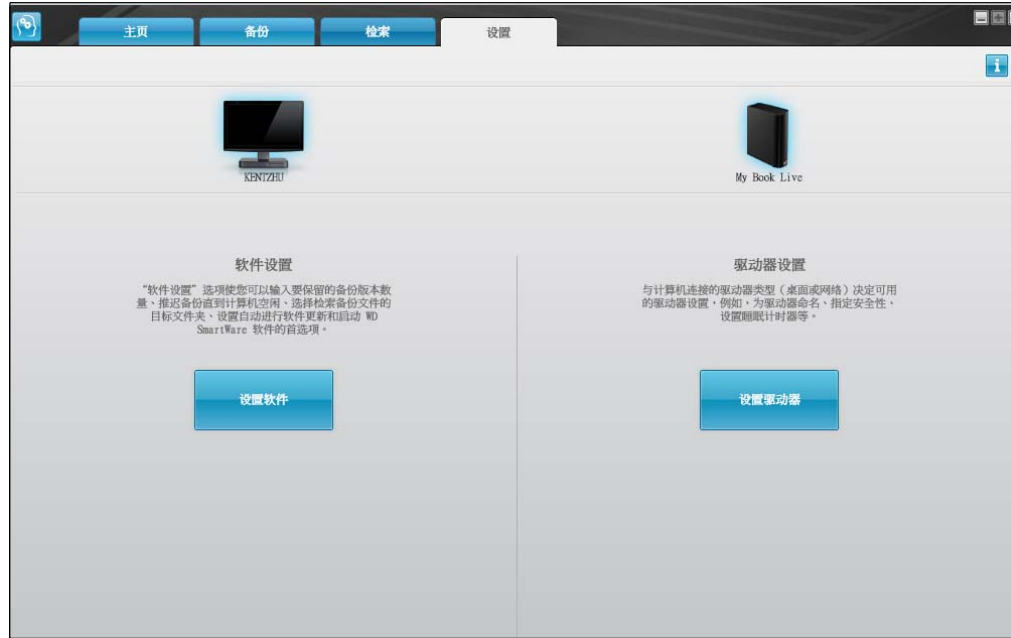 主页
备份
检索
设置
KENTZHU
My Book Live
软件设置
“软件设置”选项使您可以输入要保留的备份版本数
量、推迟备份直到计算机空闲、选择检索备份文件的
目标文件夹、设置自动进行软件更新和启动 WD
SmartWare 软件的首选项。
设置软件
驱动器设置
与计算机连接的驱动器类型（桌面或网络）决定可用
的驱动器设置，例如，为驱动器命名、指定安全性、
设置睡眠计时器等。
设置驱动器